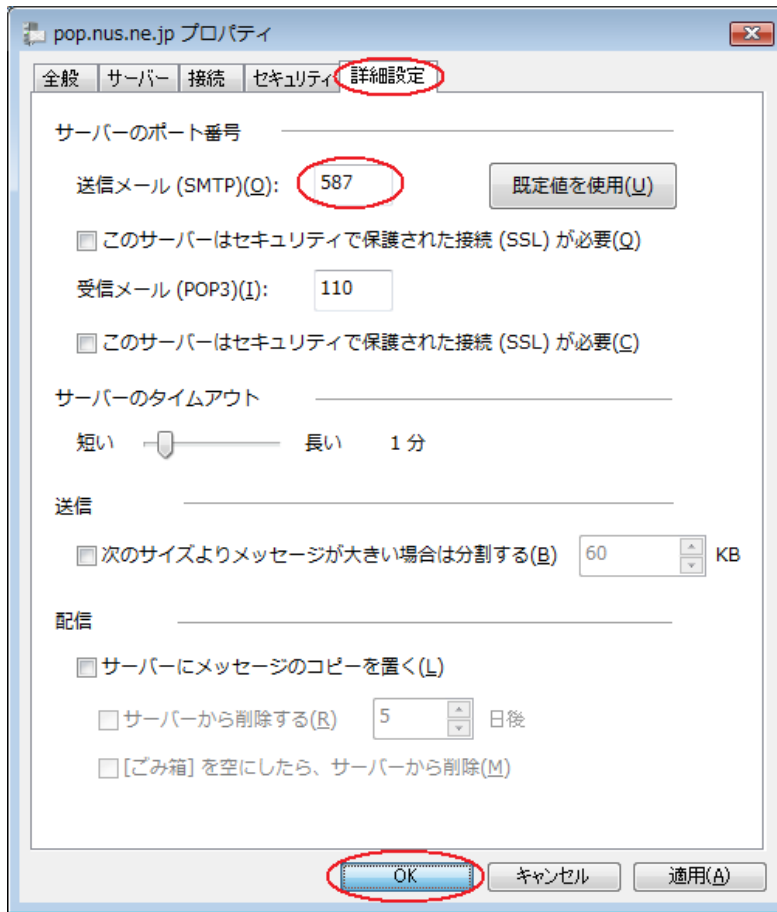 pop.nus.ne.jp プロパティ
全般 サーバー 接続 セキュリティ 詳細設定
サーバーのポート番号
送信メール (SMTP)(O): 587 既定値を使用(U)
このサーバーはセキュリティで保護された接続 (SSL) が必要(Q)
受信メール (POP3)(I): 110
このサーバーはセキュリティで保護された接続 (SSL) が必要(C)
サーバーのタイムアウト
短い 長い 1 分
送信
次のサイズよりメッセージが大きい場合は分割する(B) 60 KB
配信
サーバーにメッセージのコピーを置く(L)
サーバーから削除する(R) 5 日後
[ごみ箱] を空にしたら、サーバーから削除(M)
OK キャンセル 適用(A)